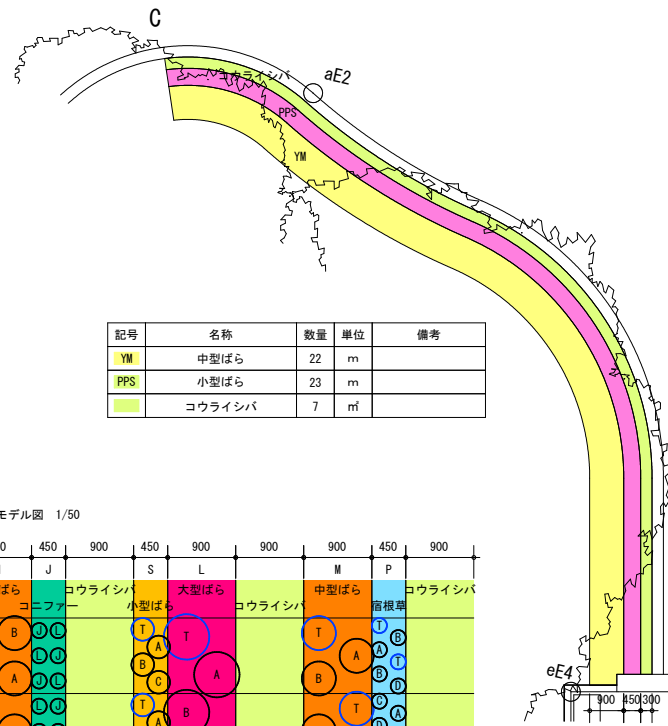 C
コウライシバ
aE2
PPS
YM
記号 名称 数量 単位 備考
YM 中型ばら 22 m
PPS 小型ばら 23 m
コウライシバ 7 ㎡
モデル図 1/50
0 450 900 450 900 900 900 450 900
J S L M P
ばら コウライシバ 大型ばら 中型ばら コウライシバ
コニファー 小型ばら コウライシバ 宿根草
B J L T T T T B
L J A A A T
A J L B A B B D
L J C C
L J T B T A
J L A D
eE4
900 450 300